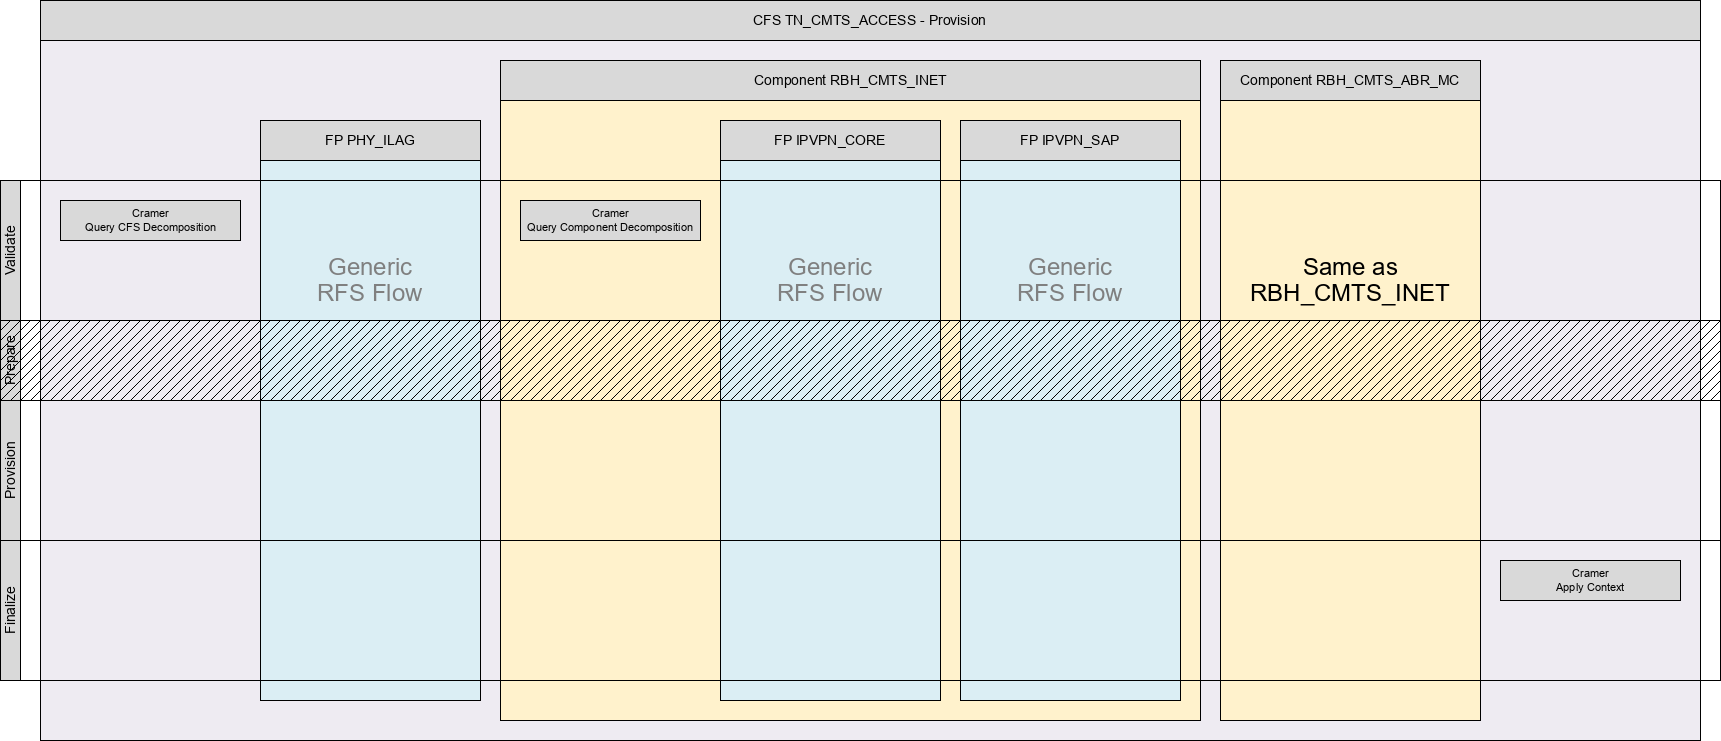 CFS TN_CMTS_ACCESS - Provision
Component RBH_CMTS_INET
Component RBH_CMTS_ABR_MC
FP PHY_ILAG
FP IPVPN_CORE
FP IPVPN_SAP
Validate
Cramer
Query CFS Decomposition
Generic
RFS Flow
Cramer
Query Component Decomposition
Generic
RFS Flow
Generic
RFS Flow
Same as
RBH_CMTS_INET
Prepare
Provision
Finalize
Cramer
Apply Context